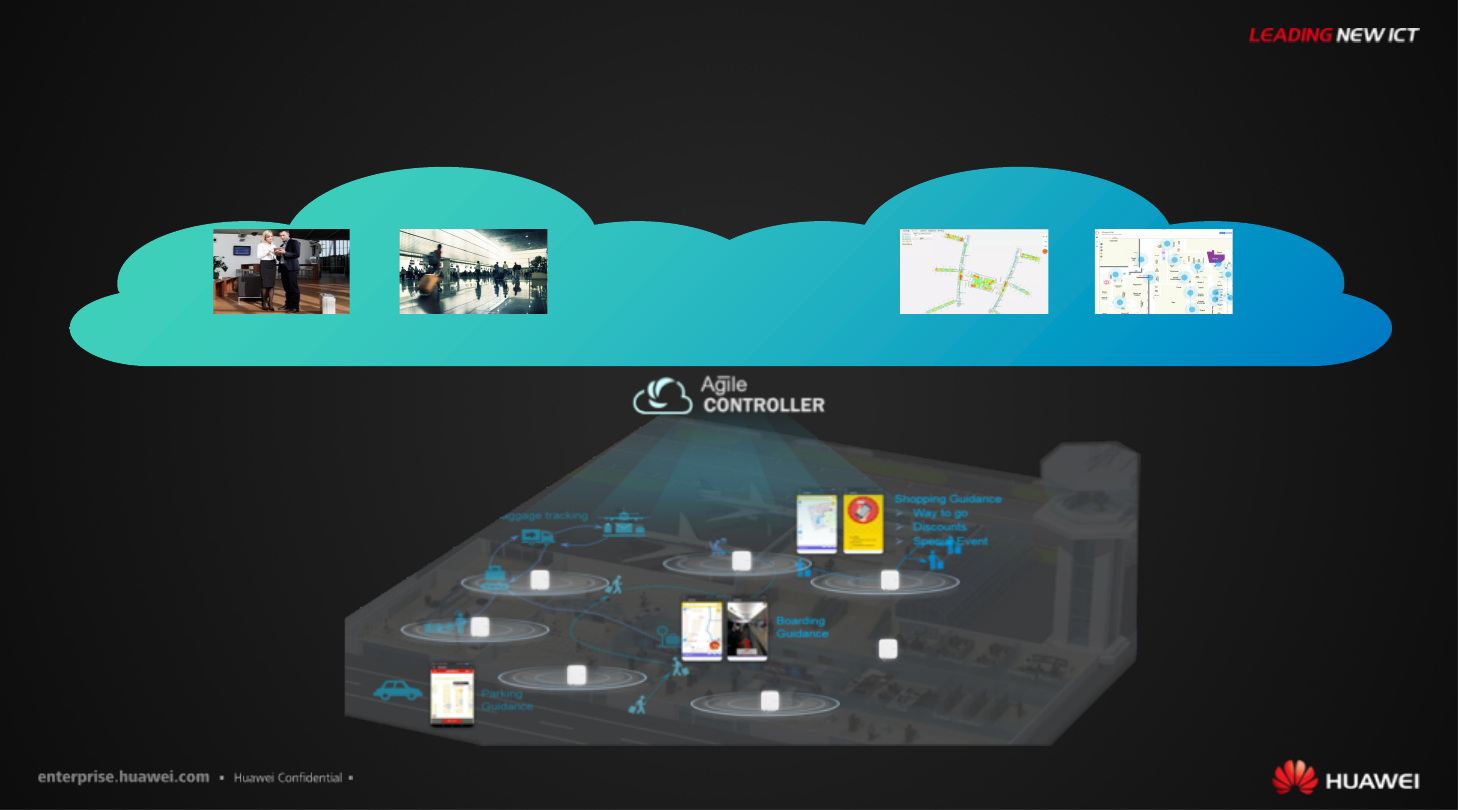 LEADING NEW ICT
Agile
CONTROLLER
Shopping Guidance
Way to go
Discounts
Special Event
luggage tracking
Boarding
Guidance
Parking
Guidance
enterprise.huawei.com ▪ Huawei Confidential ▪
HUAWEI